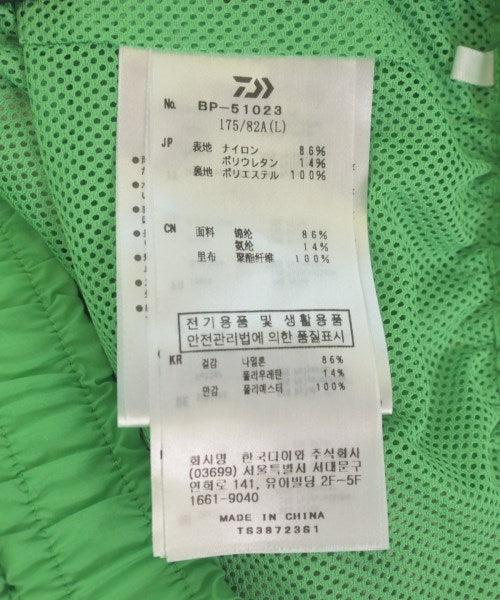 No. BP-51023
175/82A(L)
JP 表地 ナイロン 86%
ポリウレタン 14%
裏地 ポリエステル 100%
CN 面料 锦纶 86%
氨纶 14%
里布 聚酯纤维 100%
전기용품 및 생활용품
안전관리법에 의한 품질표시
KR 겉감 나일론 86%
폴리우레탄 14%
안감 폴리에스터 100%
회사명 한국다이와 주식회사
(03699) 서울특별시 서대문구
연희로 141, 유아빌딩 2F-5F
1661-9040
MADE IN CHINA
TS38723S1